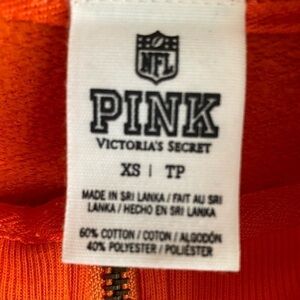 NFL
PINK
VICTORIA'S SECRET
XS | TP
MADE IN SRI LANKA / FAIT AU SRI
LANKA / HECHO EN SRI LANKA
60% COTTON / COTON / ALGODÓN
40% POLYESTER / POLIÉSTER